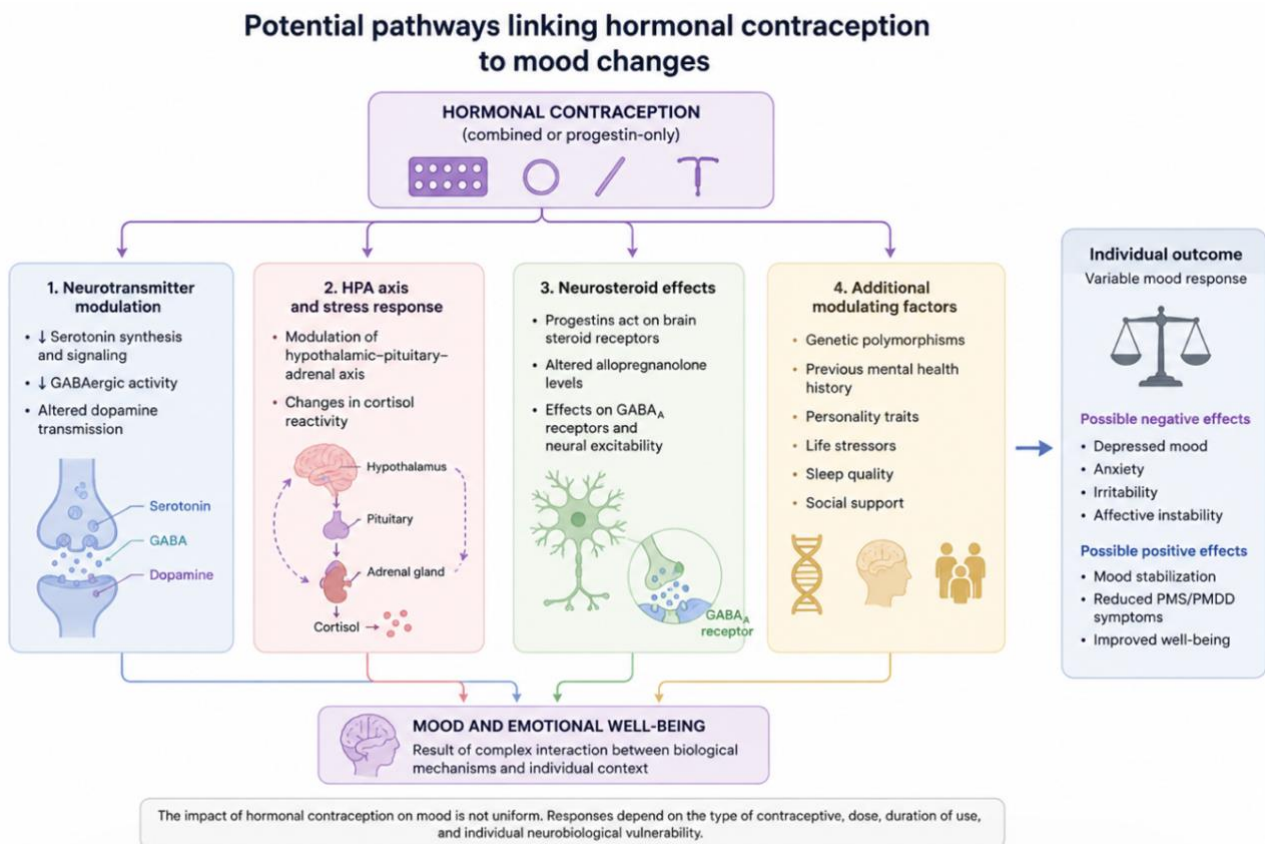 Potential pathways linking hormonal contraception
to mood changes
HORMONAL CONTRACEPTION
(combined or progestin-only)
1. Neurotransmitter
modulation
• ↓ Serotonin synthesis
and signaling
• ↓ GABAergic activity
• Altered dopamine
transmission
Serotonin
GABA
Dopamine
2. HPA axis
and stress response
• Modulation of
hypothalamic–pituitary–
adrenal axis
• Changes in cortisol
reactivity
Hypothalamus
Pituitary
Adrenal gland
Cortisol
3. Neurosteroid effects
• Progestins act on brain
steroid receptors
• Altered allopregnanolone
levels
• Effects on GABAA
receptors and
neural excitability
GABAA
receptor
4. Additional
modulating factors
• Genetic polymorphisms
• Previous mental health
history
• Personality traits
• Life stressors
• Sleep quality
• Social support
Individual outcome
Variable mood response
Possible negative effects
• Depressed mood
• Anxiety
• Irritability
• Affective instability
Possible positive effects
• Mood stabilization
• Reduced PMS/PMDD
symptoms
• Improved well-being
MOOD AND EMOTIONAL WELL-BEING
Result of complex interaction between biological
mechanisms and individual context
The impact of hormonal contraception on mood is not uniform. Responses depend on the type of contraceptive, dose, duration of use,
and individual neurobiological vulnerability.